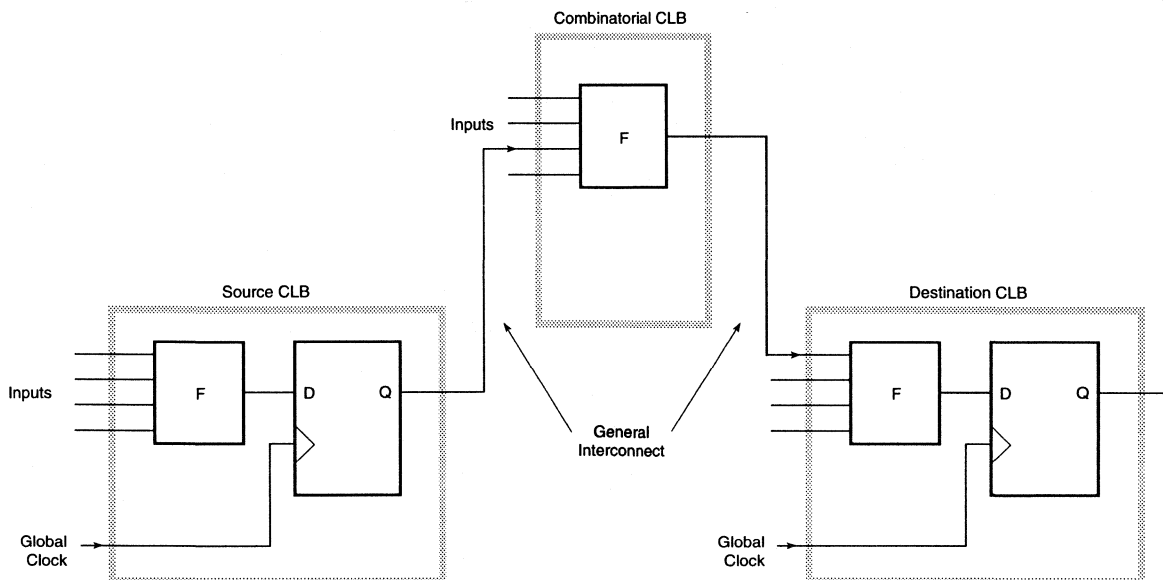 Combinatorial CLB
Inputs
F
Source CLB
Destination CLB
Inputs
F
D
Q
General
Interconnect
F
D
Q
Global
Clock
Global
Clock